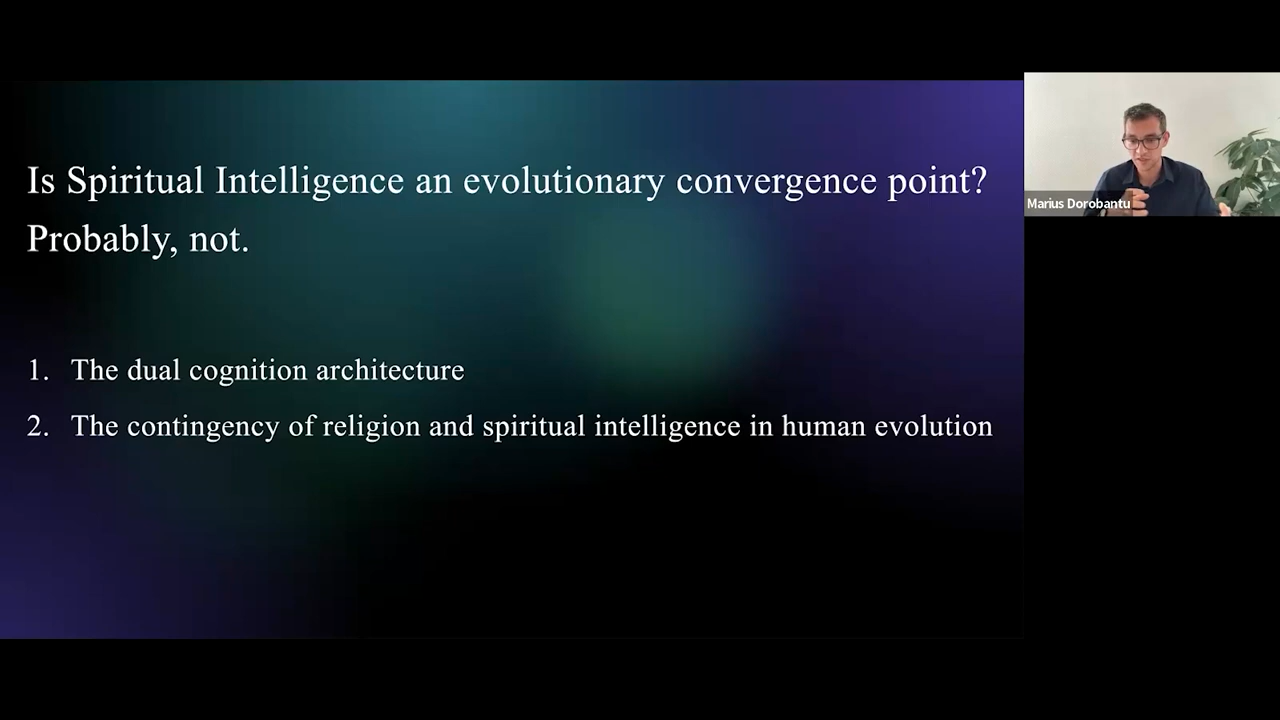 Is Spiritual Intelligence an evolutionary convergence point?
Probably, not.
1. The dual cognition architecture
2. The contingency of religion and spiritual intelligence in human evolution
Marius Dorobantu